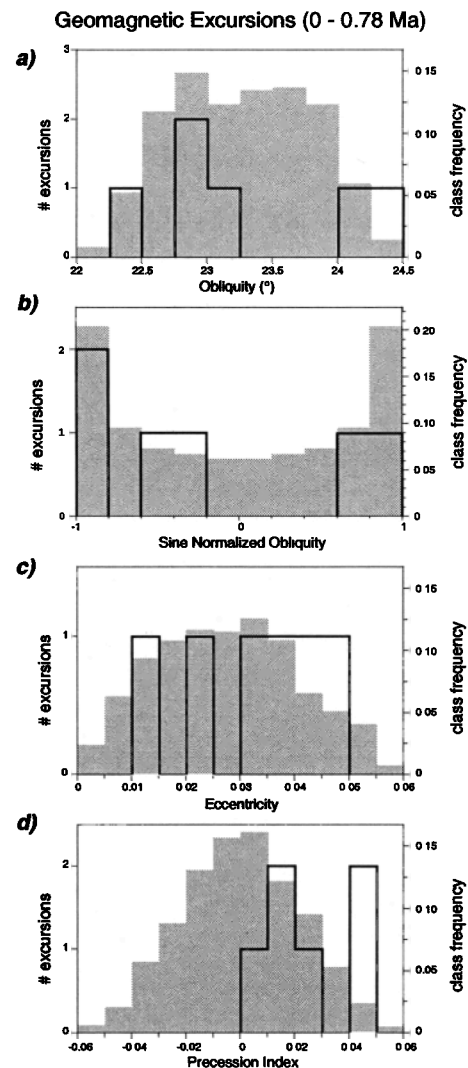 Geomagnetic Excursions (0 - 0.78 Ma)
a)
3
2
1
0
# excursions
0.15
0.10
0.05
0
class frequency
22 22.5 23 23.5 24 24.5
Obliquity (°)
b)
2
1
0
# excursions
0.20
0.15
0.10
0.05
0
class frequency
-1 0 1
Sine Normalized Obliquity
c)
1
0
# excursions
0.15
0.10
0.05
0
class frequency
0 0.01 0 02 0 03 0 04 0 05 0 06
Eccentricity
d)
2
1
0
# excursions
0.15
0.10
0.05
0
class frequency
-0.06 -0.04 -0 02 0 0 02 0 04 0 06
Precession Index